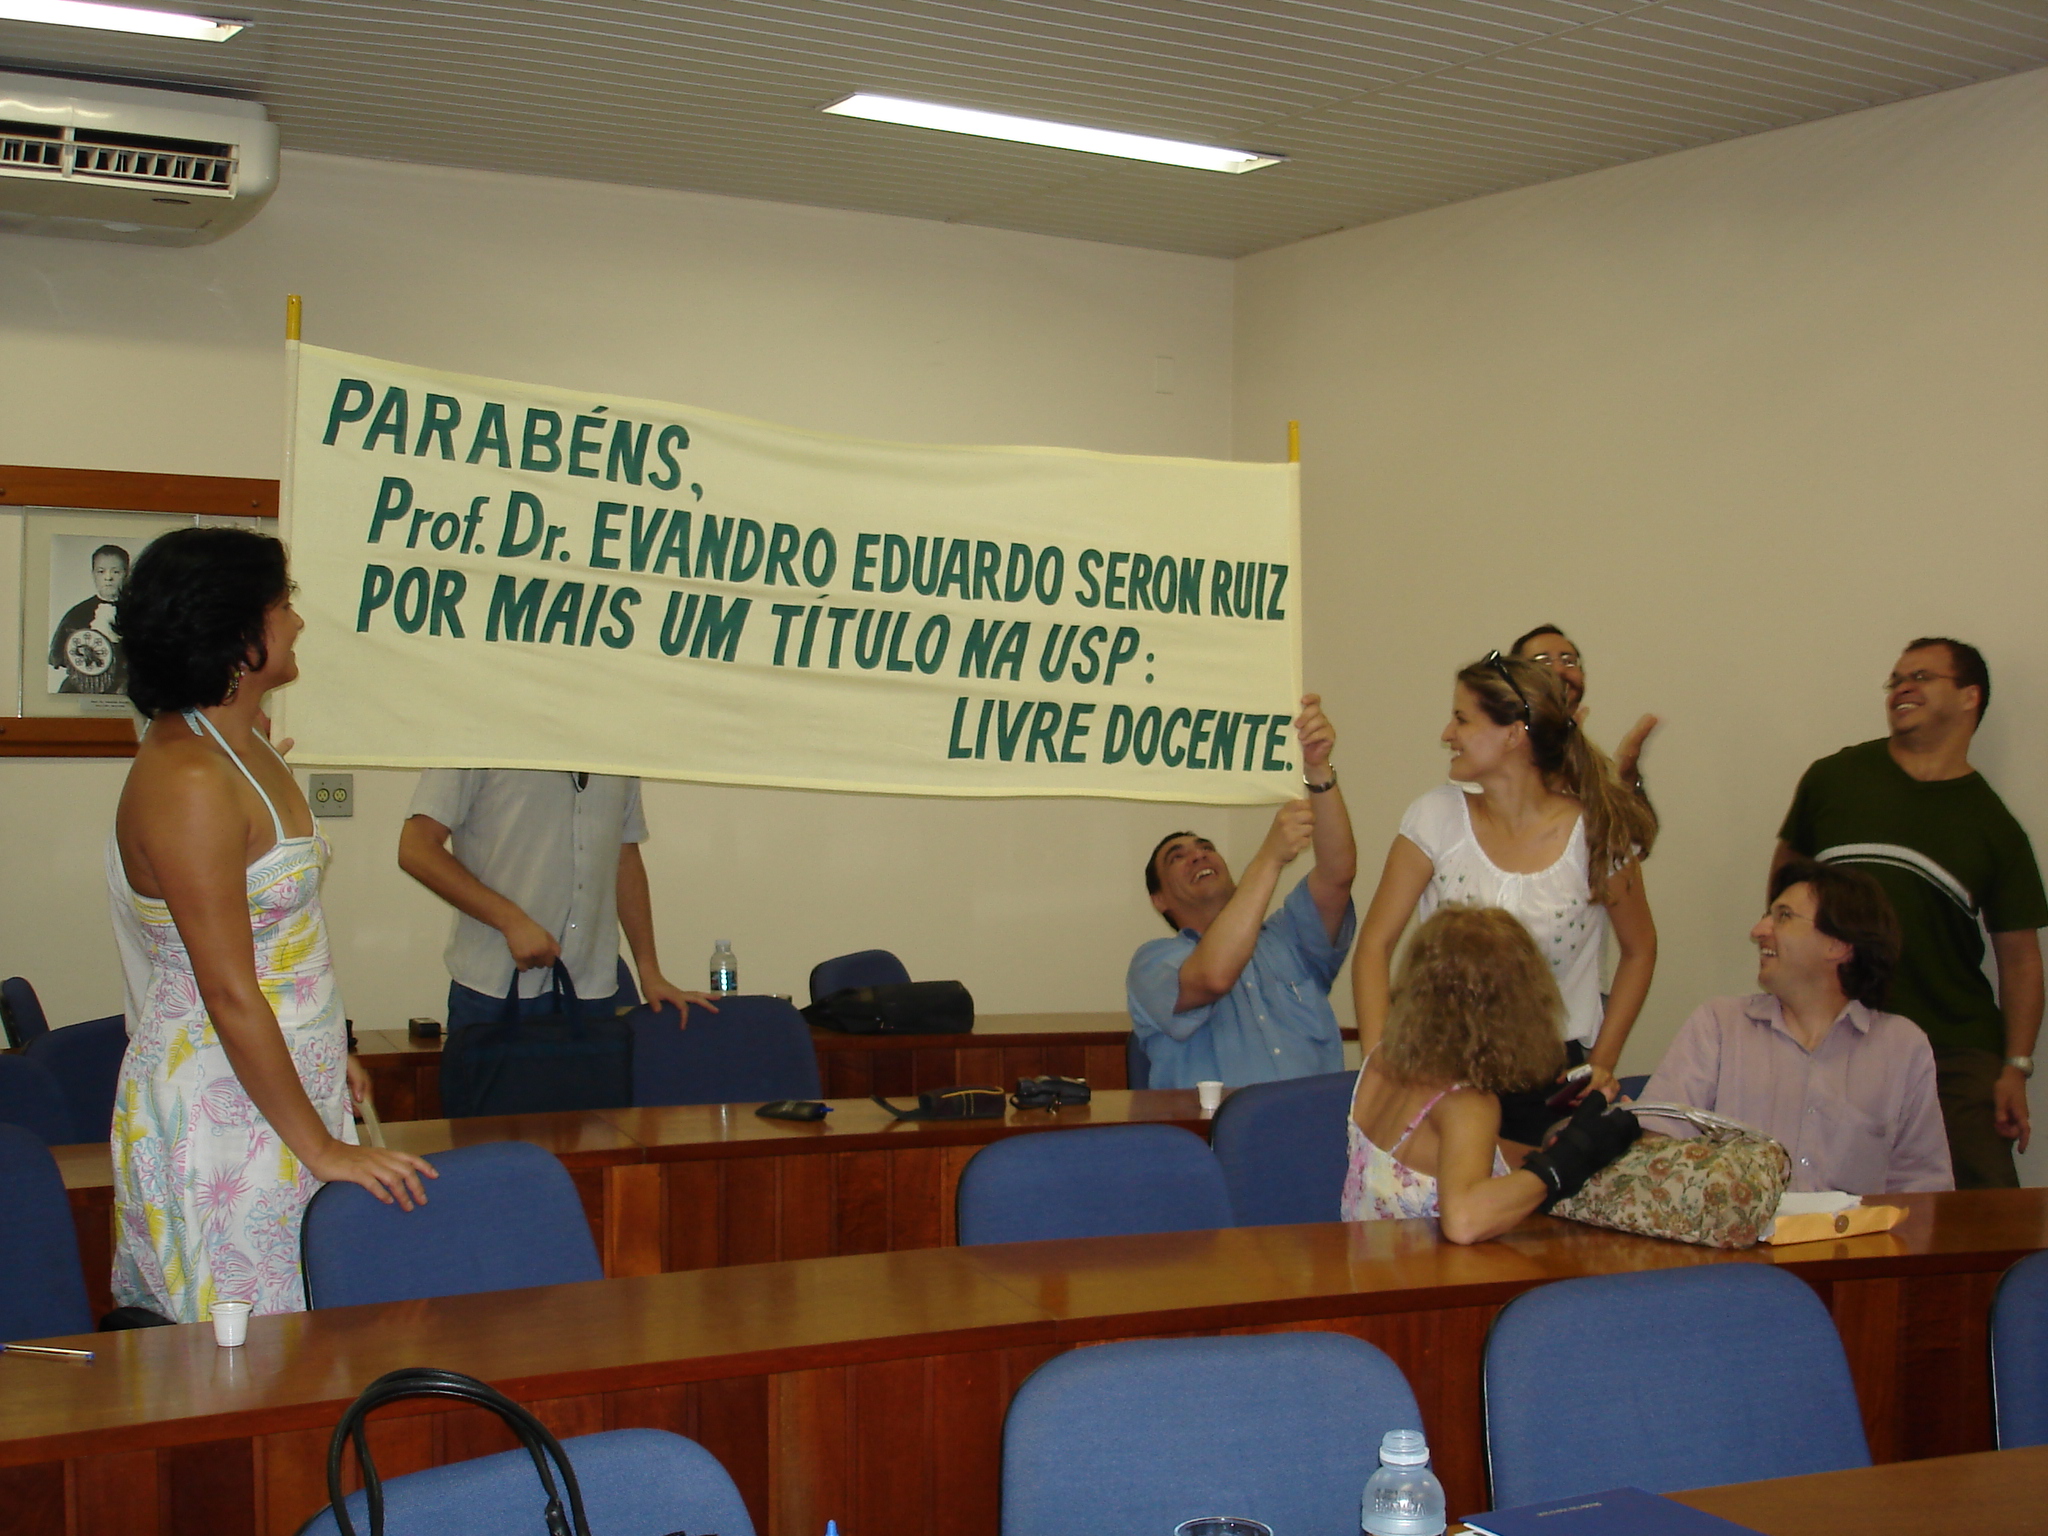 PARABÉNS,
Prof. Dr. EVANDRO EDUARDO SERON RUIZ
POR MAIS UM TÍTULO NA USP:
LIVRE DOCENTE.